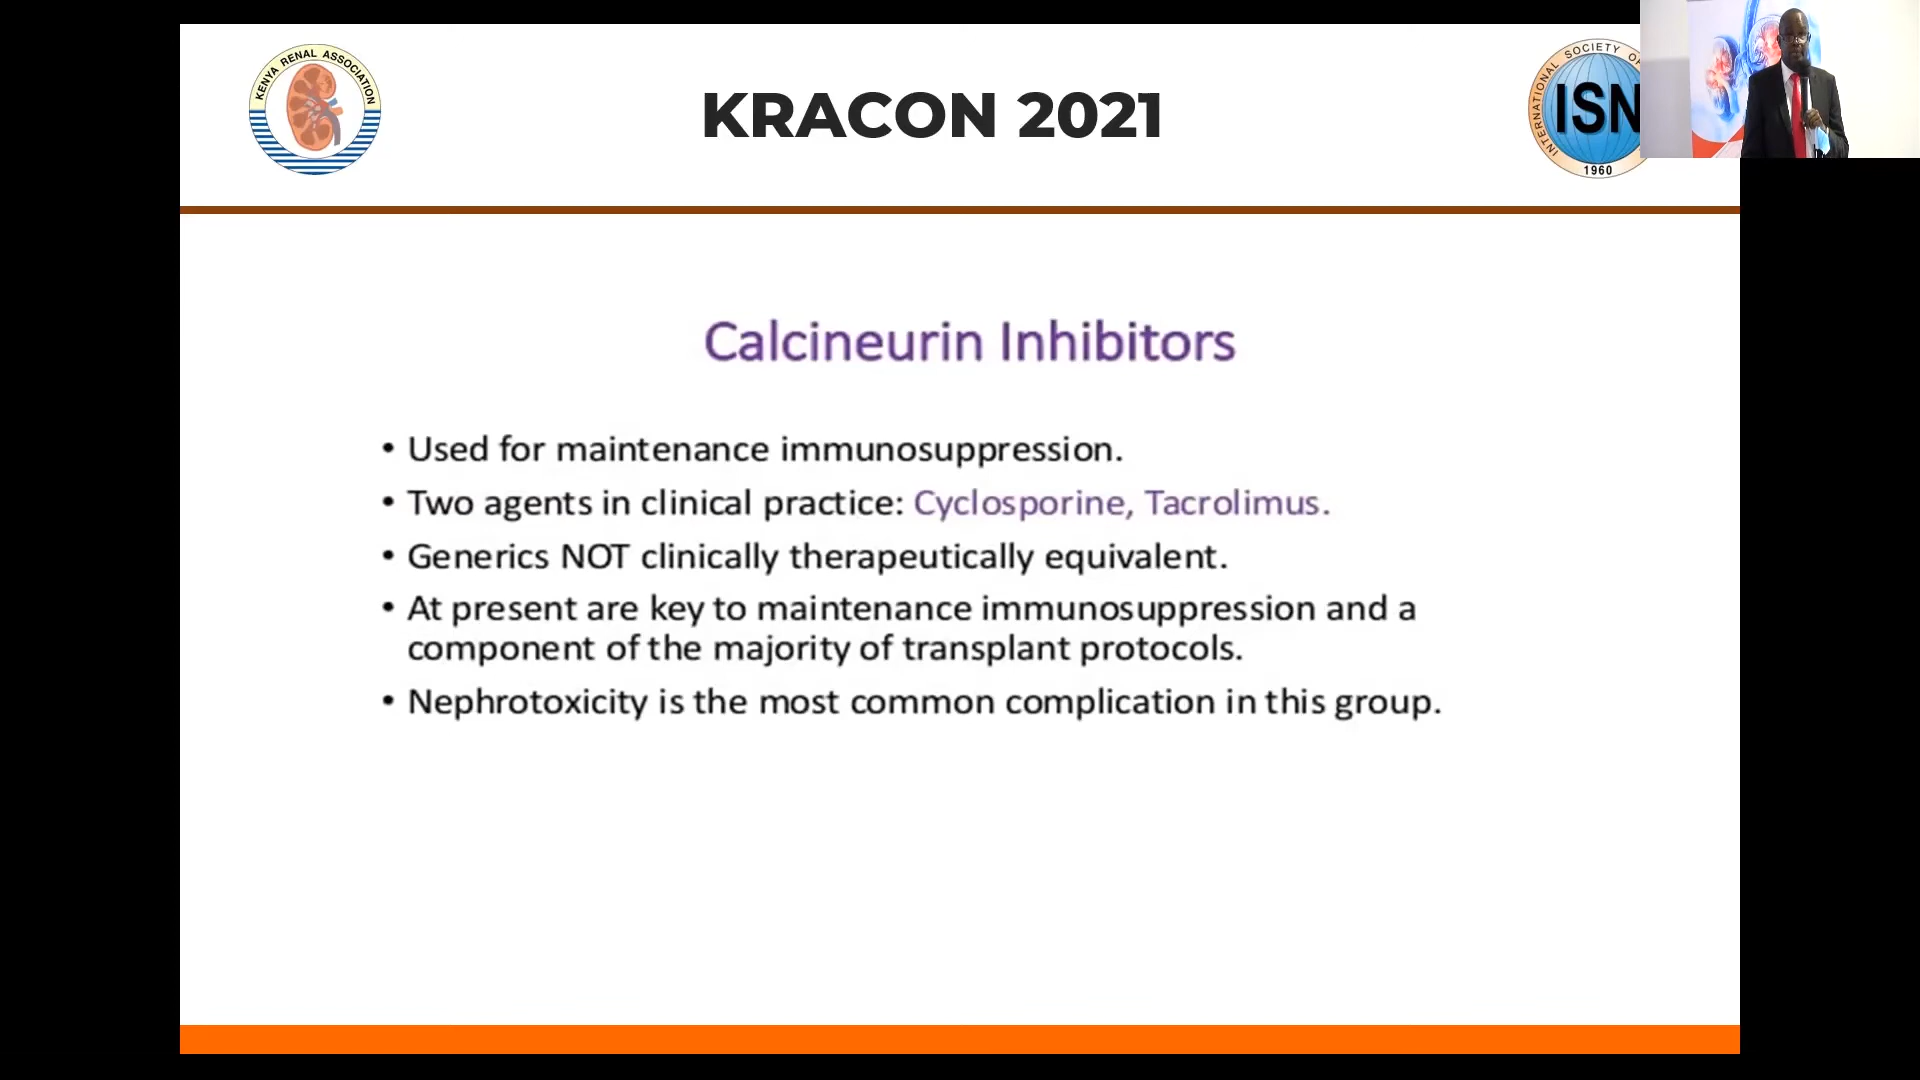 KENYA RENAL ASSOCIATION
KRACON 2021
INTERNATIONAL SOCIETY
ISN
1960
Calcineurin Inhibitors
• Used for maintenance immunosuppression.
• Two agents in clinical practice: Cyclosporine, Tacrolimus.
• Generics NOT clinically therapeutically equivalent.
• At present are key to maintenance immunosuppression and a
component of the majority of transplant protocols.
• Nephrotoxicity is the most common complication in this group.